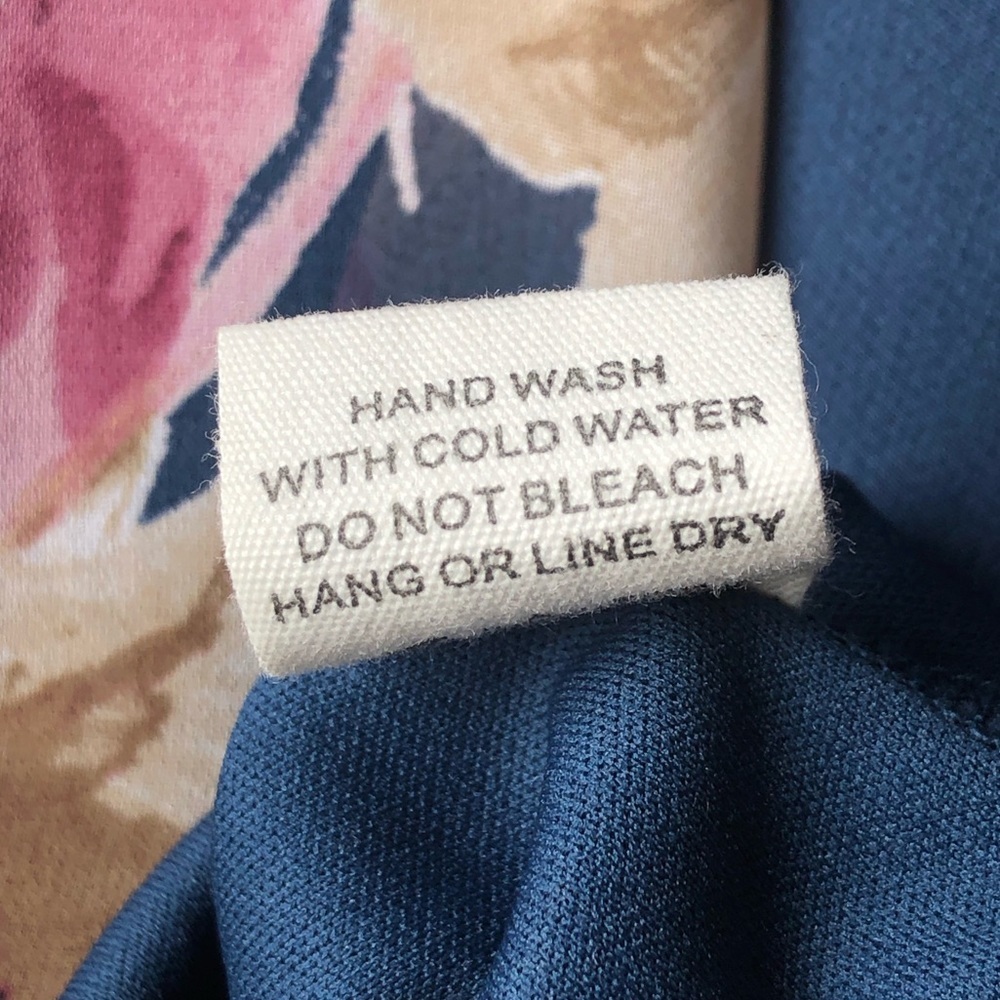 HAND WASH
WITH COLD WATER
DO NOT BLEACH
HANG OR LINE DRY